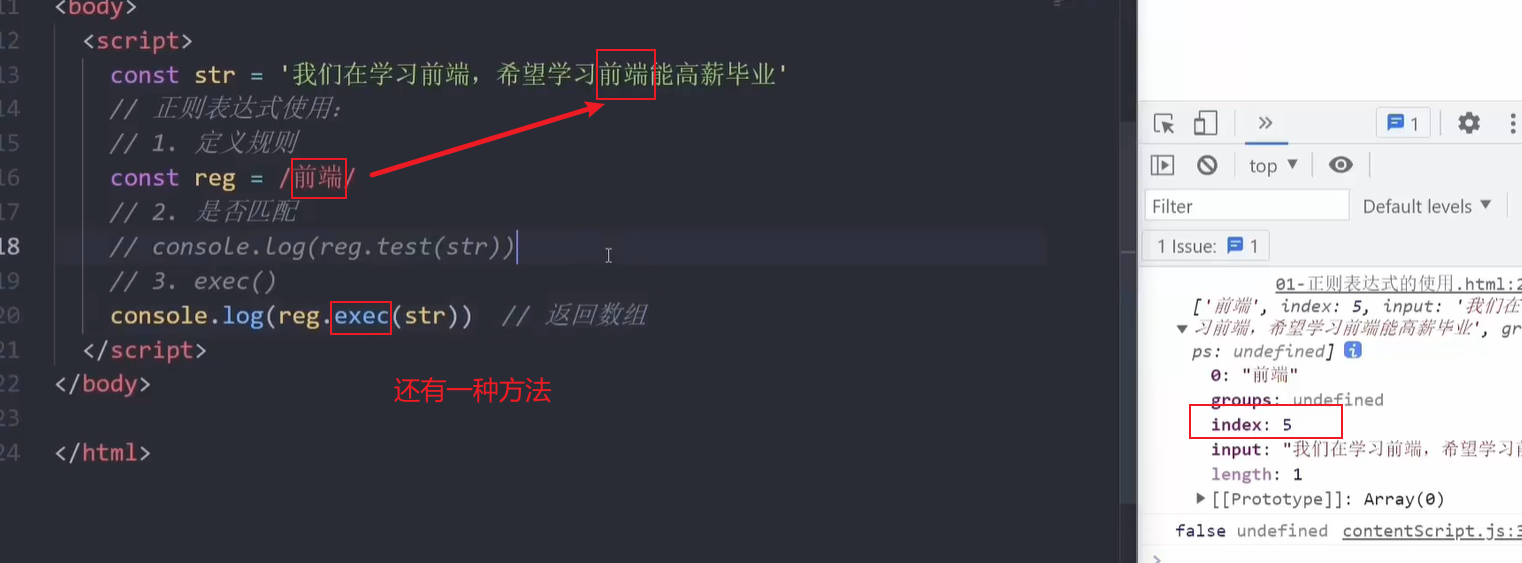 11 <body>
12 <script>
13 const str = '我们在学习前端，希望学习前端能高薪毕业'
14 // 正则表达式使用：
15 // 1. 定义规则
16 const reg = /前端/
17 // 2. 是否匹配
18 // console.log(reg.test(str))
19 // 3. exec()
20 console.log(reg.exec(str)) // 返回数组
21 </script>
22 </body>
还有一种方法
23
24 </html>
1
top
Filter
Default levels
1 Issue: 1
01-正则表达式的使用.html:2
['前端', index: 5, input: '我们在
习前端，希望学习前端能高薪毕业', gr
ps: undefined]
0: "前端"
groups: undefined
index: 5
input: "我们在学习前端，希望学习前
length: 1
[[Prototype]]: Array(0)
false undefined contentScript.js:3